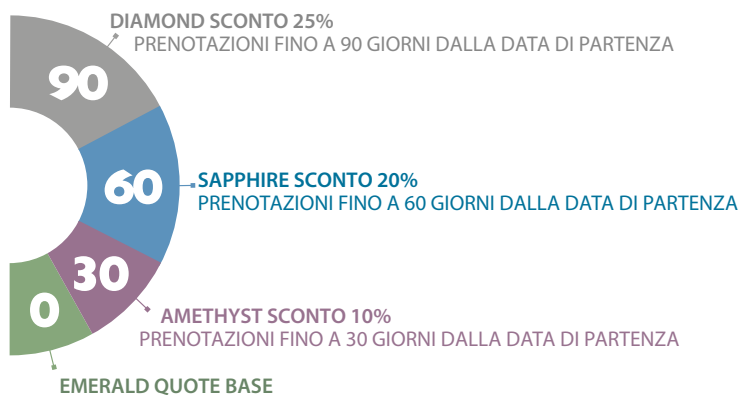 DIAMOND SCONTO 25%
PRENOTAZIONI FINO A 90 GIORNI DALLA DATA DI PARTENZA
90
60
SAPPHIRE SCONTO 20%
PRENOTAZIONI FINO A 60 GIORNI DALLA DATA DI PARTENZA
30
0
AMETHYST SCONTO 10%
PRENOTAZIONI FINO A 30 GIORNI DALLA DATA DI PARTENZA
EMERALD QUOTE BASE